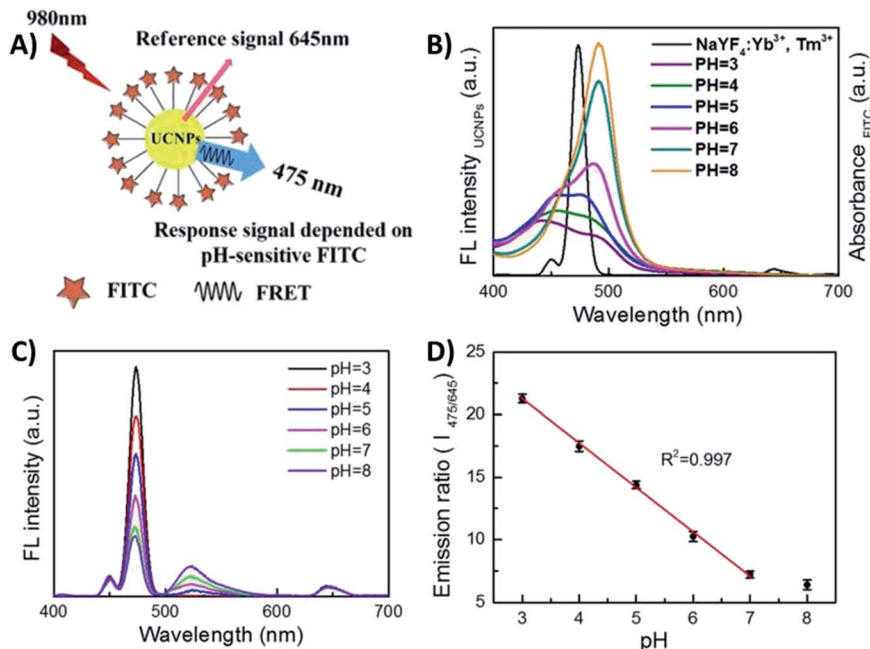 A)
980nm
Reference signal 645nm
UCNPs
475 nm
Response signal depended on
pH-sensitive FITC
FITC
FRET
B)
FL intensity UCNPs (a.u.)
Absorbance FITC (a.u.)
NaYF4:Yb3+, Tm3+
PH=3
PH=4
PH=5
PH=6
PH=7
PH=8
400 500 600 700
Wavelength (nm)
C)
FL intensity (a.u.)
pH=3
pH=4
pH=5
pH=6
pH=7
pH=8
400 500 600 700
Wavelength (nm)
D)
Emission ratio ( I 475/645)
25
20
15
10
5
R2=0.997
3 4 5 6 7 8
pH